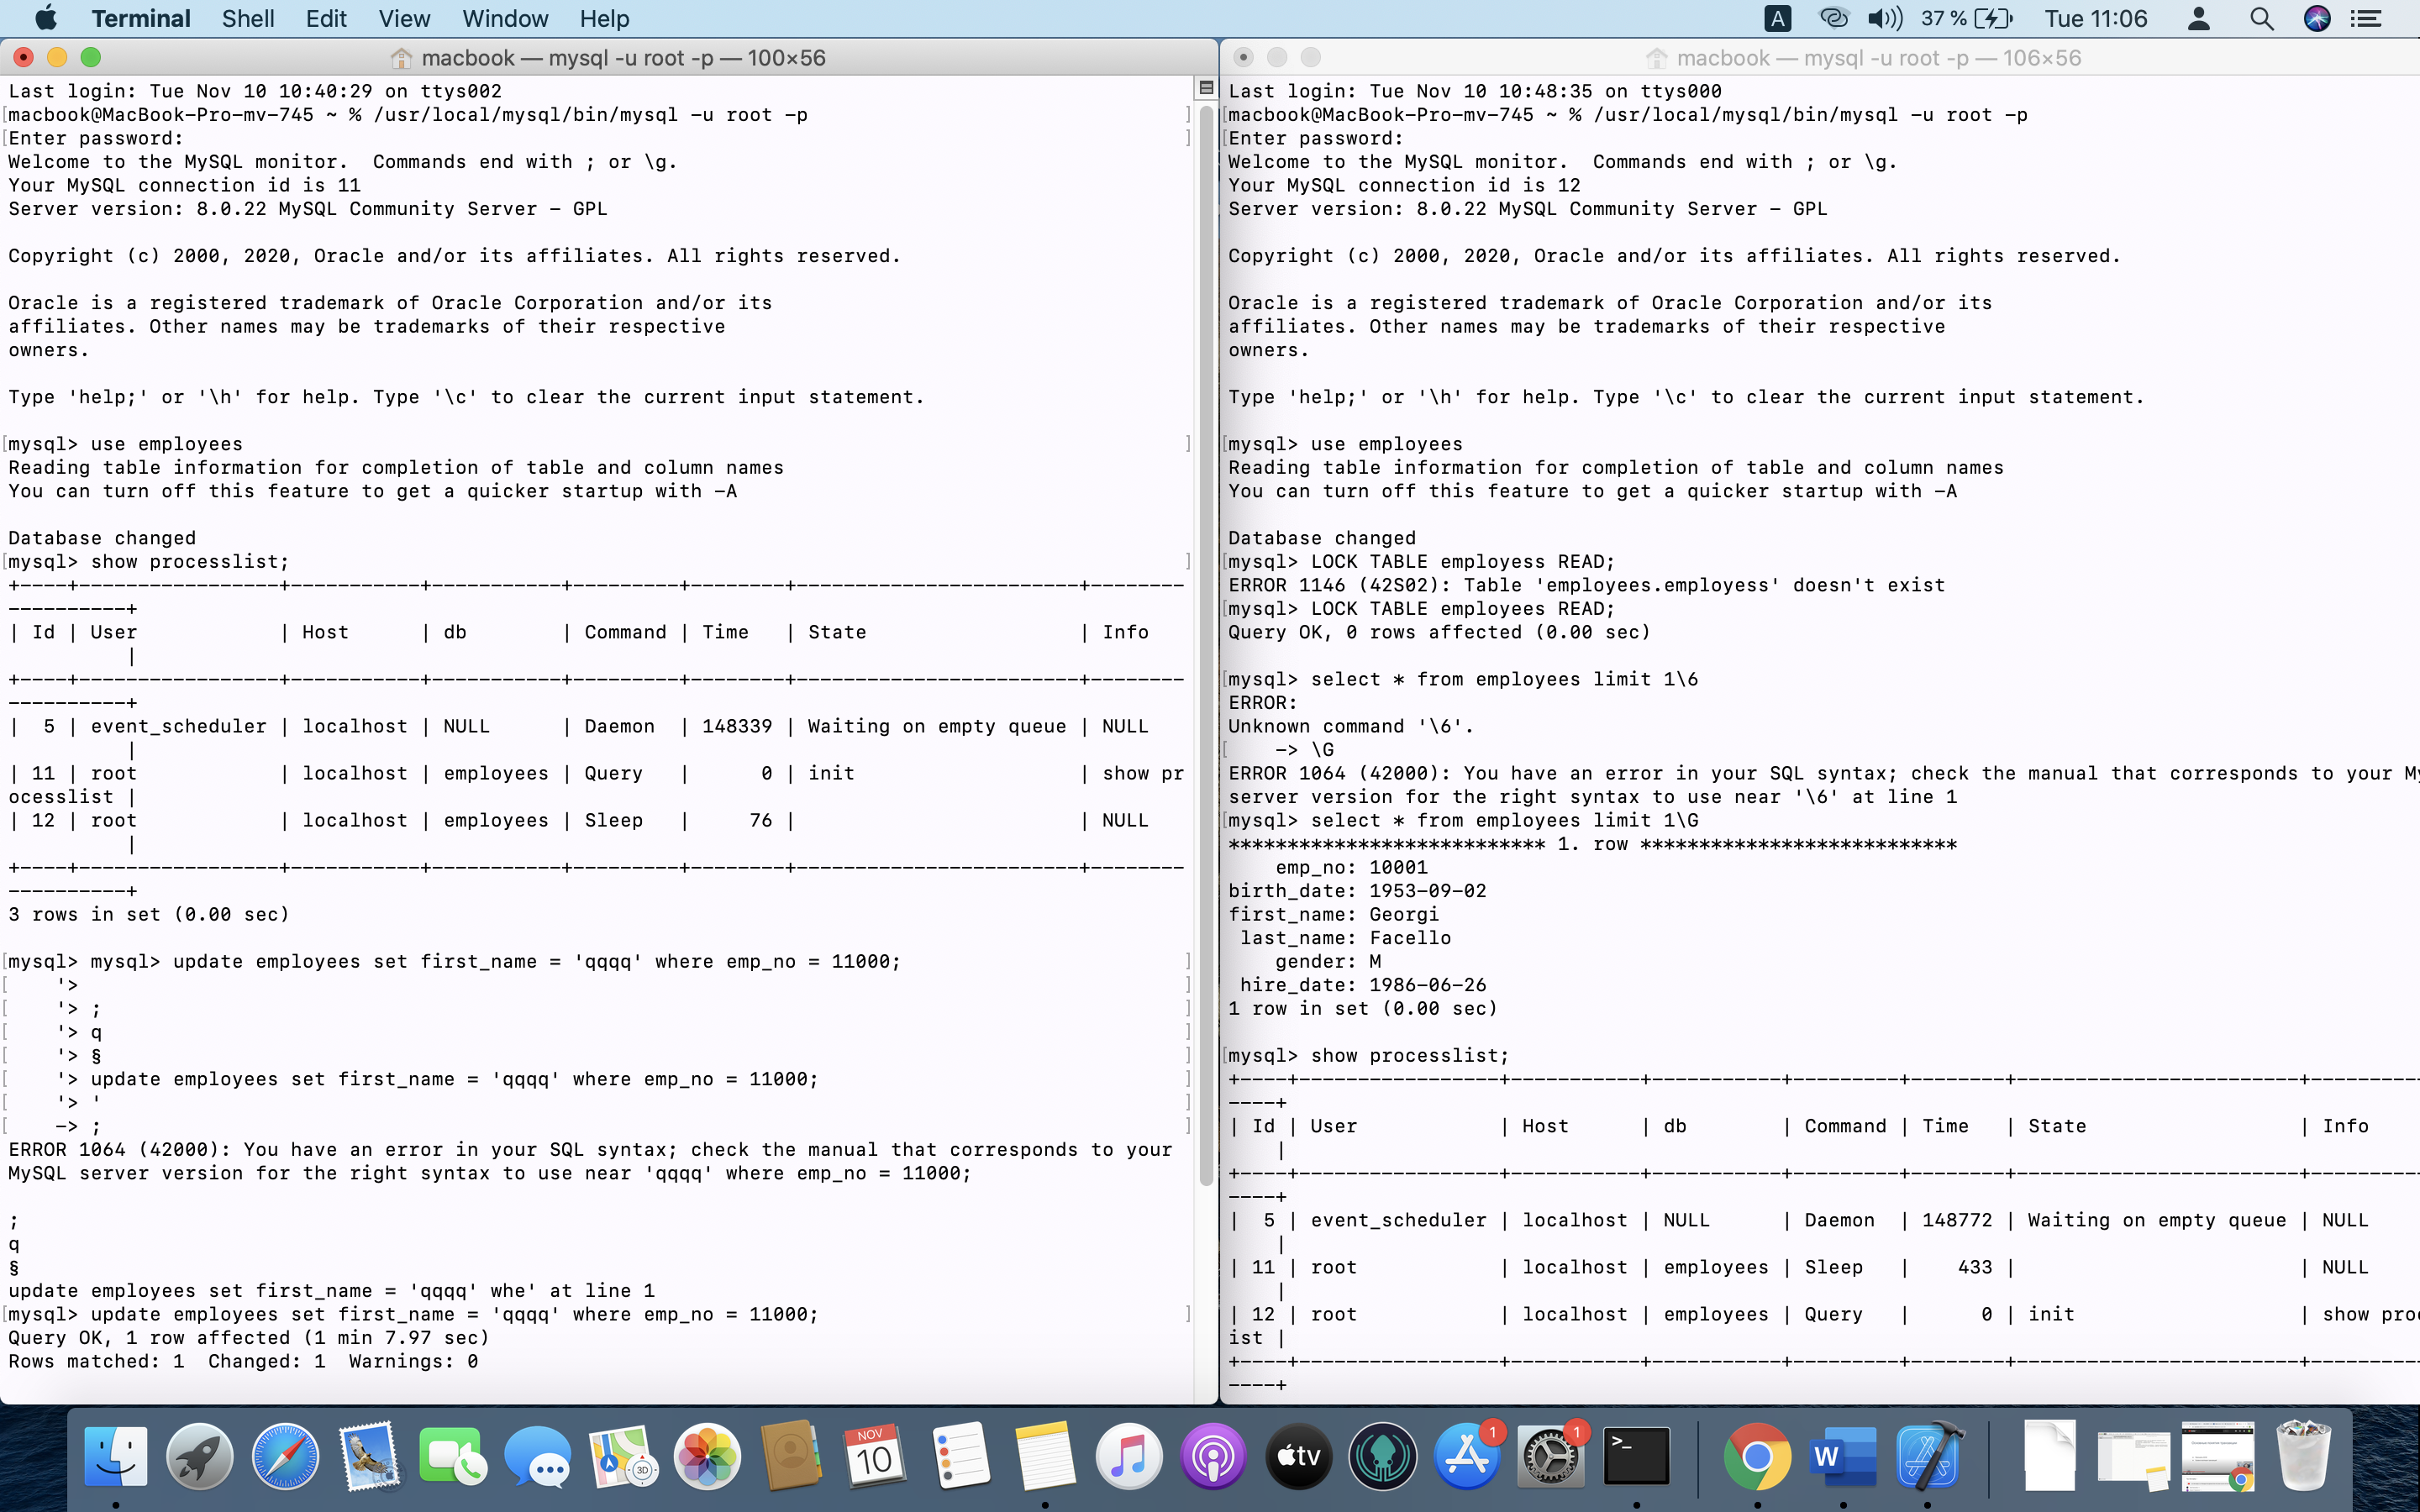 Terminal Shell Edit View Window Help
A 37 % Tue 11:06
macbook — mysql -u root -p — 100×56
Last login: Tue Nov 10 10:40:29 on ttys002
[macbook@MacBook-Pro-mv-745 ~ % /usr/local/mysql/bin/mysql -u root -p ]
[Enter password: ]
Welcome to the MySQL monitor.  Commands end with ; or \g.
Your MySQL connection id is 11
Server version: 8.0.22 MySQL Community Server - GPL
Copyright (c) 2000, 2020, Oracle and/or its affiliates. All rights reserved.
Oracle is a registered trademark of Oracle Corporation and/or its
affiliates. Other names may be trademarks of their respective
owners.
Type 'help;' or '\h' for help. Type '\c' to clear the current input statement.
[mysql> use employees ]
Reading table information for completion of table and column names
You can turn off this feature to get a quicker startup with -A
Database changed
[mysql> show processlist; ]
+----+-----------------+-----------+-----------+---------+--------+------------------------+--------
----------+
| Id | User            | Host      | db        | Command | Time   | State                  | Info
          |
+----+-----------------+-----------+-----------+---------+--------+------------------------+--------
----------+
|  5 | event_scheduler | localhost | NULL      | Daemon  | 148339 | Waiting on empty queue | NULL
          |
| 11 | root            | localhost | employees | Query   |      0 | init                   | show pr
ocesslist |
| 12 | root            | localhost | employees | Sleep   |     76 |                        | NULL
          |
+----+-----------------+-----------+-----------+---------+--------+------------------------+--------
----------+
3 rows in set (0.00 sec)
[mysql> mysql> update employees set first_name = 'qqqq' where emp_no = 11000; ]
[    '> ]
[    '> ; ]
[    '> q ]
[    '> § ]
[    '> update employees set first_name = 'qqqq' where emp_no = 11000; ]
[    '> ' ]
[    -> ; ]
ERROR 1064 (42000): You have an error in your SQL syntax; check the manual that corresponds to your
MySQL server version for the right syntax to use near 'qqqq' where emp_no = 11000;
;
q
§
update employees set first_name = 'qqqq' whe' at line 1
[mysql> update employees set first_name = 'qqqq' where emp_no = 11000; ]
Query OK, 1 row affected (1 min 7.97 sec)
Rows matched: 1  Changed: 1  Warnings: 0
macbook — mysql -u root -p — 106×56
Last login: Tue Nov 10 10:48:35 on ttys000
[macbook@MacBook-Pro-mv-745 ~ % /usr/local/mysql/bin/mysql -u root -p
[Enter password:
Welcome to the MySQL monitor.  Commands end with ; or \g.
Your MySQL connection id is 12
Server version: 8.0.22 MySQL Community Server - GPL
Copyright (c) 2000, 2020, Oracle and/or its affiliates. All rights reserved.
Oracle is a registered trademark of Oracle Corporation and/or its
affiliates. Other names may be trademarks of their respective
owners.
Type 'help;' or '\h' for help. Type '\c' to clear the current input statement.
[mysql> use employees
Reading table information for completion of table and column names
You can turn off this feature to get a quicker startup with -A
Database changed
[mysql> LOCK TABLE employess READ;
ERROR 1146 (42S02): Table 'employees.employess' doesn't exist
[mysql> LOCK TABLE employees READ;
Query OK, 0 rows affected (0.00 sec)
[mysql> select * from employees limit 1\6
ERROR:
Unknown command '\6'.
[    -> \G
ERROR 1064 (42000): You have an error in your SQL syntax; check the manual that corresponds to your My
server version for the right syntax to use near '\6' at line 1
[mysql> select * from employees limit 1\G
*************************** 1. row ***************************
    emp_no: 10001
birth_date: 1953-09-02
first_name: Georgi
 last_name: Facello
    gender: M
 hire_date: 1986-06-26
1 row in set (0.00 sec)
[mysql> show processlist;
+----+-----------------+-----------+-----------+---------+--------+------------------------+----------
----+
| Id | User            | Host      | db        | Command | Time   | State                  | Info
    |
+----+-----------------+-----------+-----------+---------+--------+------------------------+----------
----+
|  5 | event_scheduler | localhost | NULL      | Daemon  | 148772 | Waiting on empty queue | NULL
    |
| 11 | root            | localhost | employees | Sleep   |    433 |                        | NULL
    |
| 12 | root            | localhost | employees | Query   |      0 | init                   | show pro
ist |
+----+-----------------+-----------+-----------+---------+--------+------------------------+----------
----+
3D
NOV
10
tv
1
1
>_
W